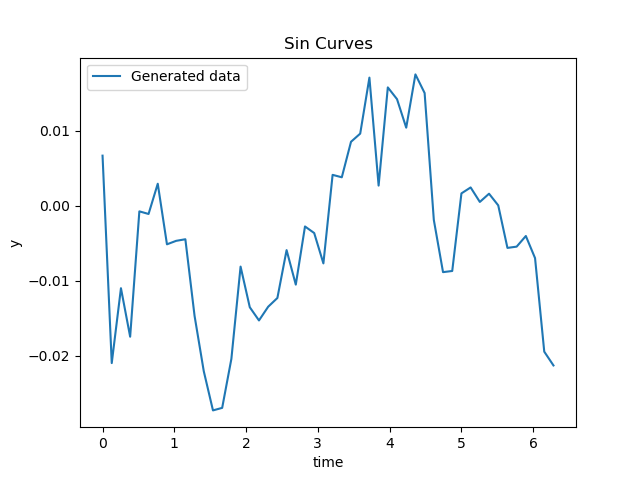 Sin Curves
Generated data
0.01
0.00
−0.01
−0.02
y
0 1 2 3 4 5 6
time